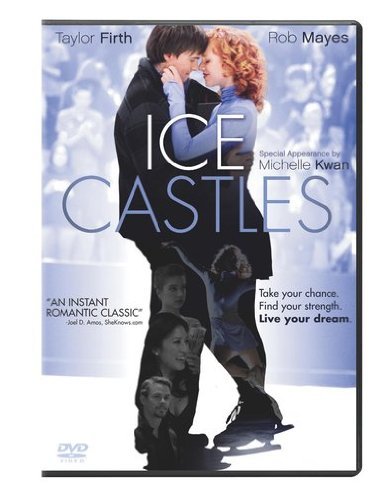 Taylor Firth
Rob Mayes
ICE
Special Appearance by
Michelle Kwan
CASTLES
"AN INSTANT
ROMANTIC CLASSIC"
-Joel D. Amos, SheKnows.com
Take your chance.
Find your strength.
Live your dream.
DVD
VIDEO